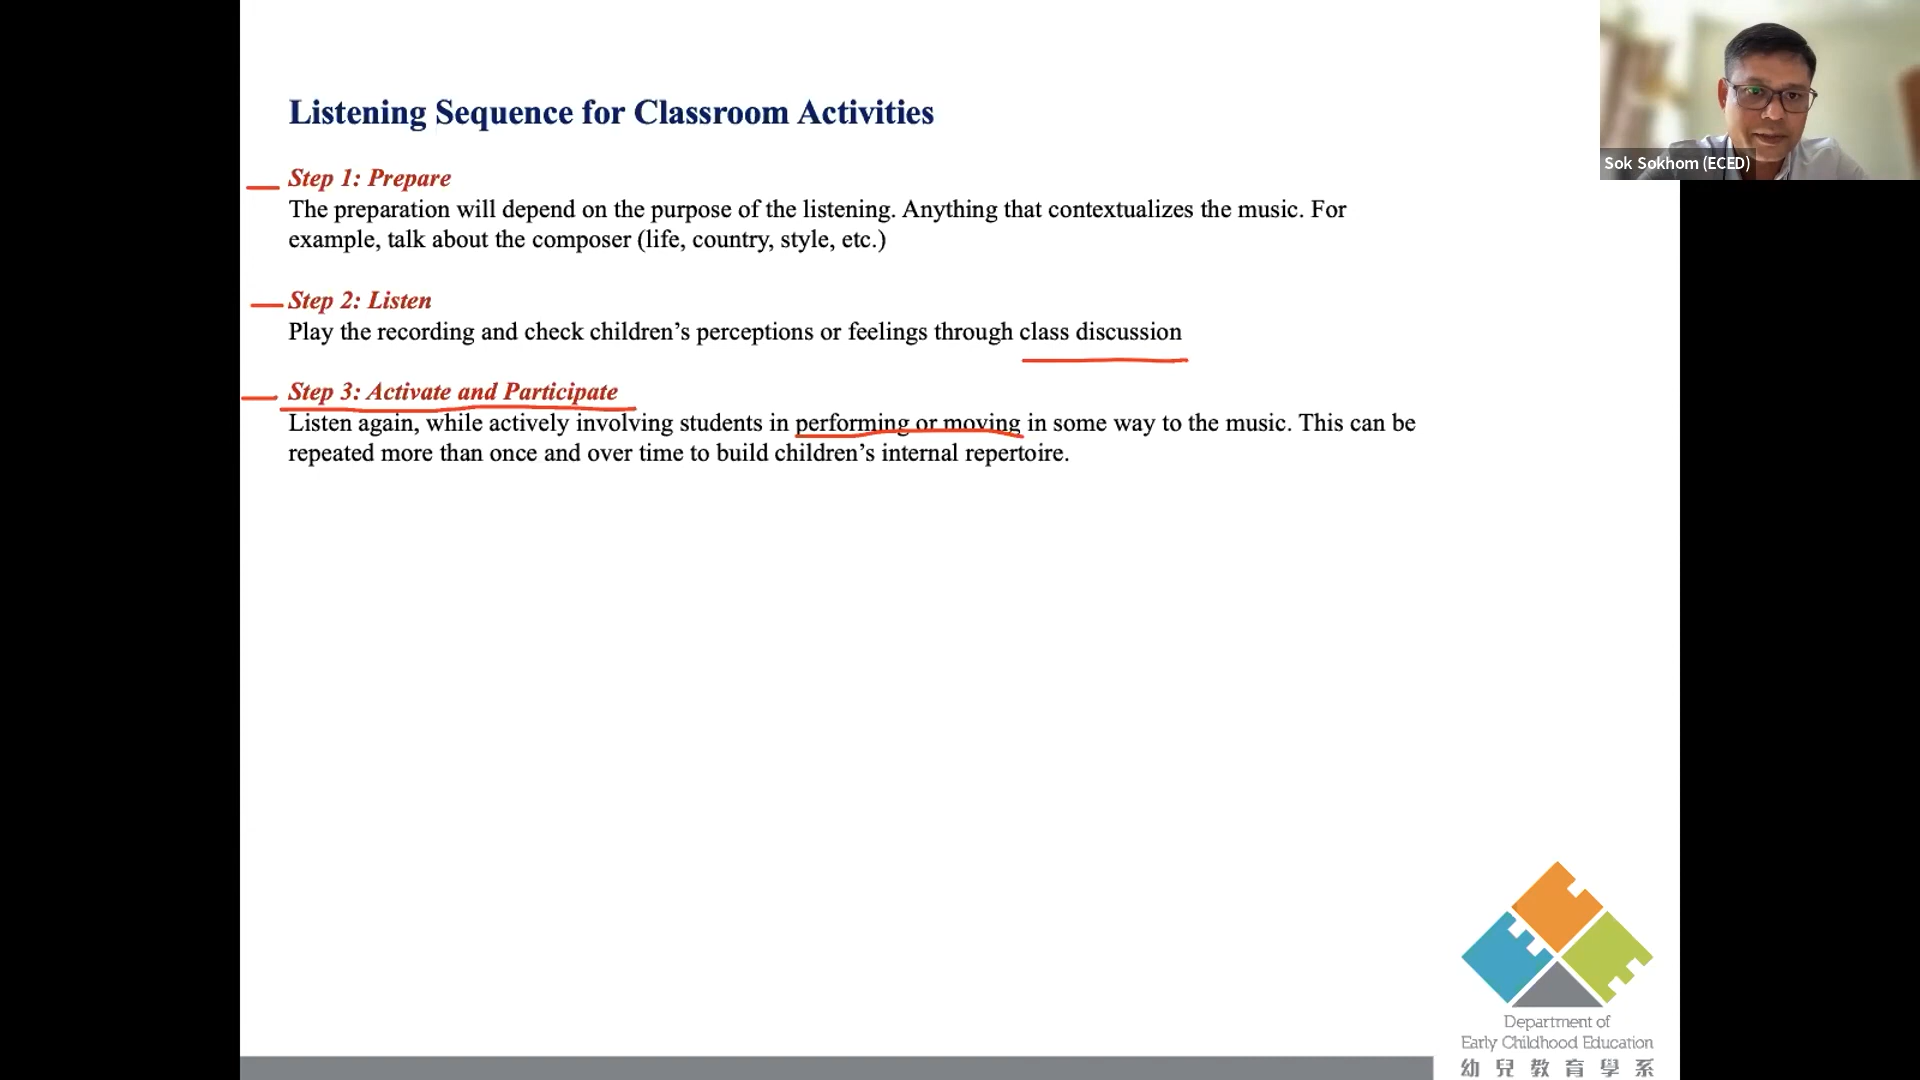 Listening Sequence for Classroom Activities
Step 1: Prepare
The preparation will depend on the purpose of the listening. Anything that contextualizes the music. For
example, talk about the composer (life, country, style, etc.)
Step 2: Listen
Play the recording and check children’s perceptions or feelings through class discussion
Step 3: Activate and Participate
Listen again, while actively involving students in performing or moving in some way to the music. This can be
repeated more than once and over time to build children’s internal repertoire.
Sok Sokhom (ECED)
Department of
Early Childhood Education
幼兒教育學系